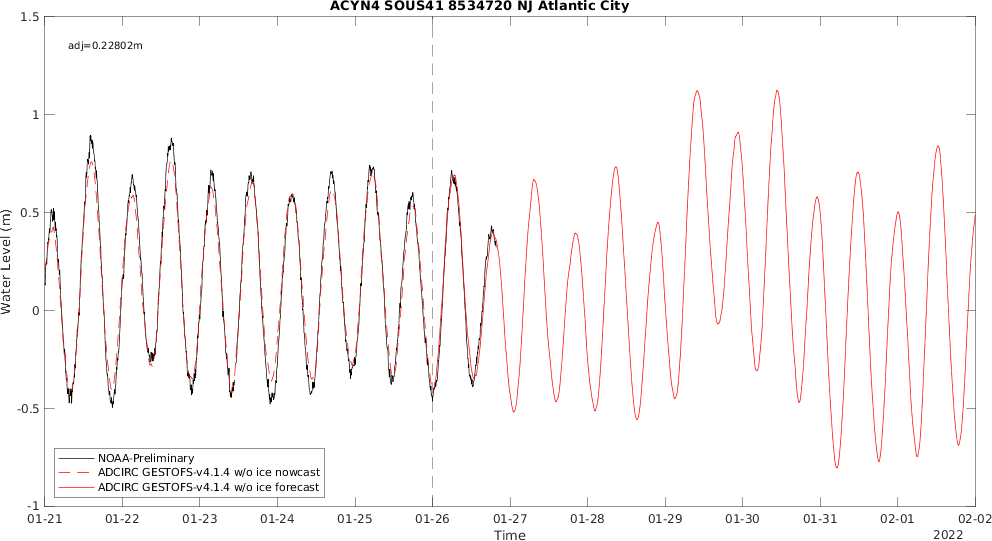 ACYN4 SOUS41 8534720 NJ Atlantic City
adj=0.22802m
1.5
1
0.5
0
-0.5
-1
Water Level (m)
NOAA-Preliminary
ADCIRC GESTOFS-v4.1.4 w/o ice nowcast
ADCIRC GESTOFS-v4.1.4 w/o ice forecast
01-21 01-22 01-23 01-24 01-25 01-26 01-27 01-28 01-29 01-30 01-31 02-01 02-02
Time
2022